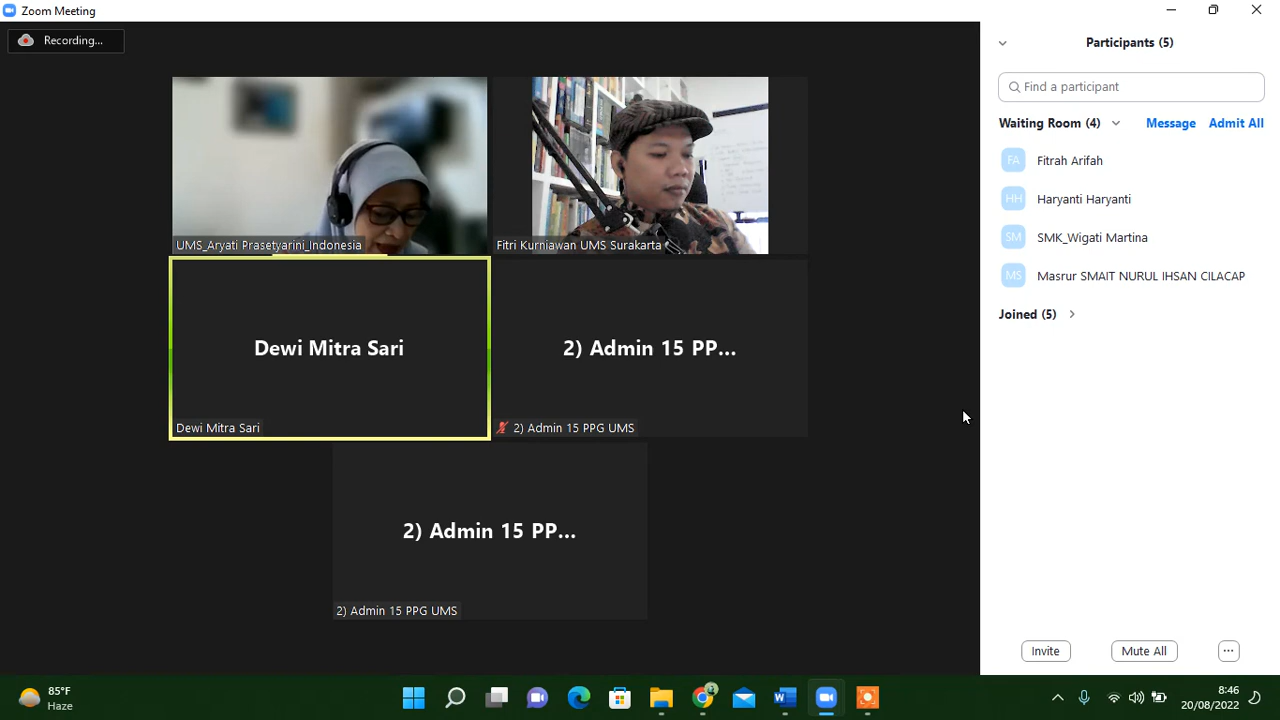 Zoom Meeting
Recording...
UMS_Aryati Prasetyarini_Indonesia
Fitri Kurniawan UMS Surakarta
Dewi Mitra Sari
Dewi Mitra Sari
2) Admin 15 PP...
2) Admin 15 PPG UMS
2) Admin 15 PP...
2) Admin 15 PPG UMS
Participants (5)
Find a participant
Waiting Room (4) Message Admit All
FA Fitrah Arifah
HH Haryanti Haryanti
SM SMK_Wigati Martina
MS Masrur SMAIT NURUL IHSAN CILACAP
Joined (5)
Invite Mute All ...
85°F
Haze
8:46
20/08/2022